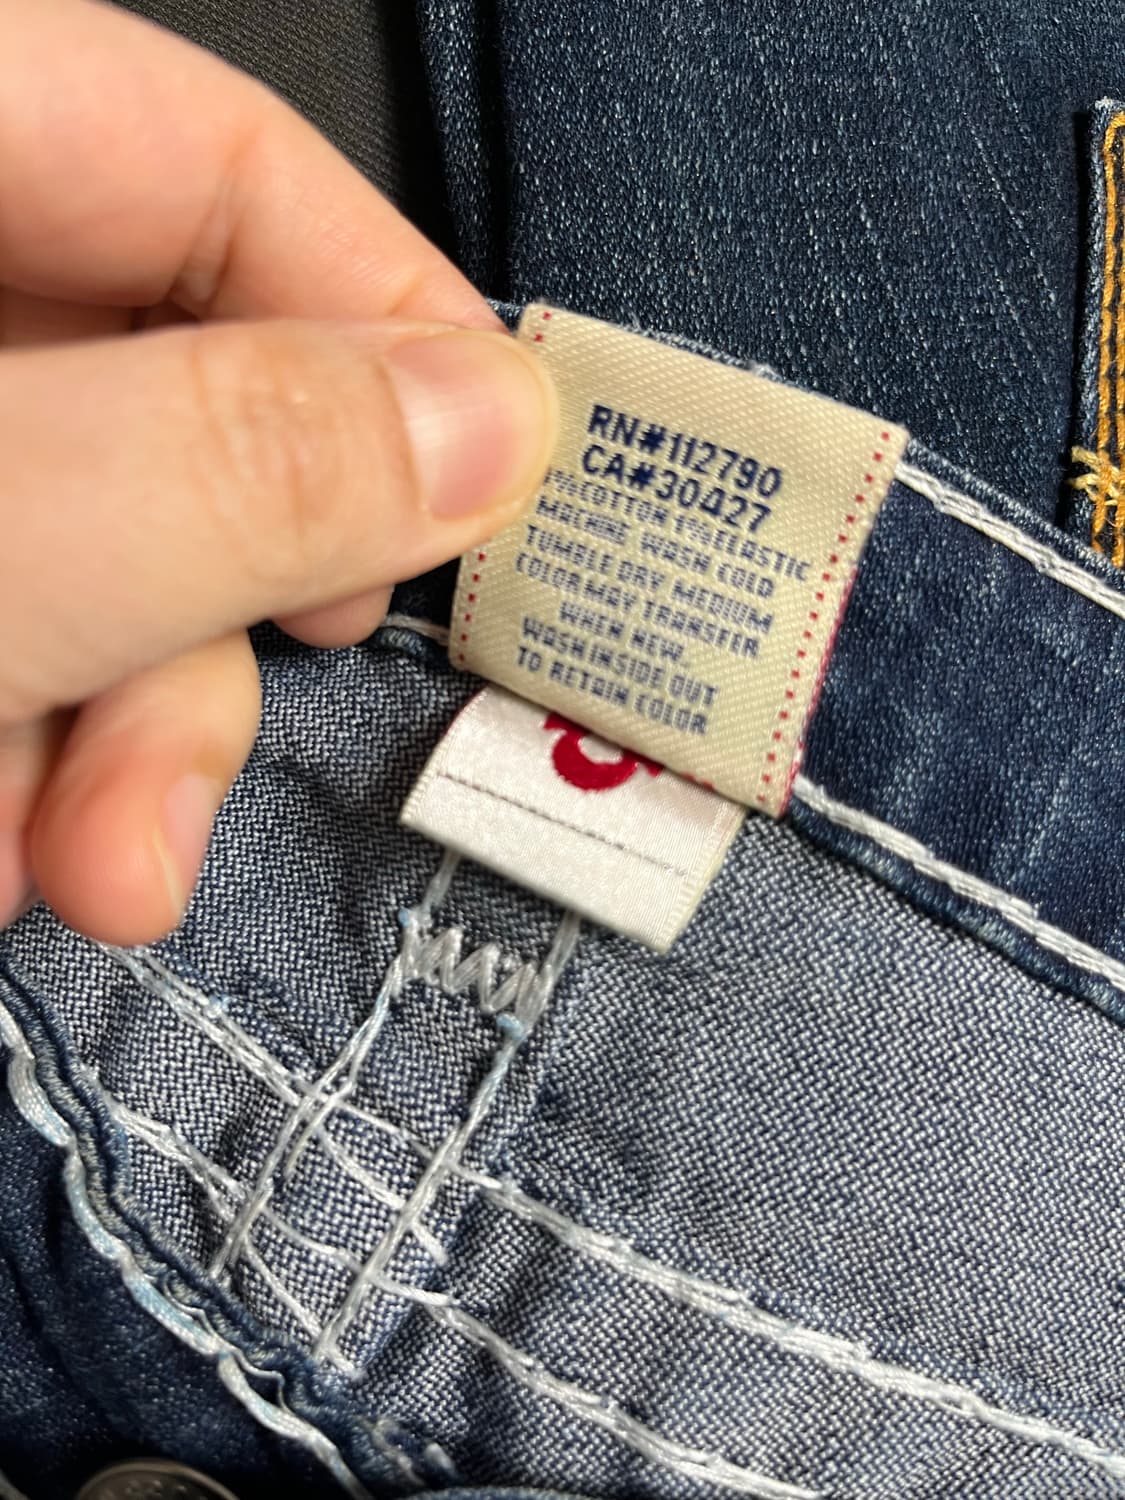 RN#112790
CA#30427
%COTTON 1%ELASTIC
MACHINE WASH COLD
TUMBLE DRY MEDIUM
COLOR MAY TRANSFER
WHEN NEW.
WASH INSIDE OUT
TO RETAIN COLOR